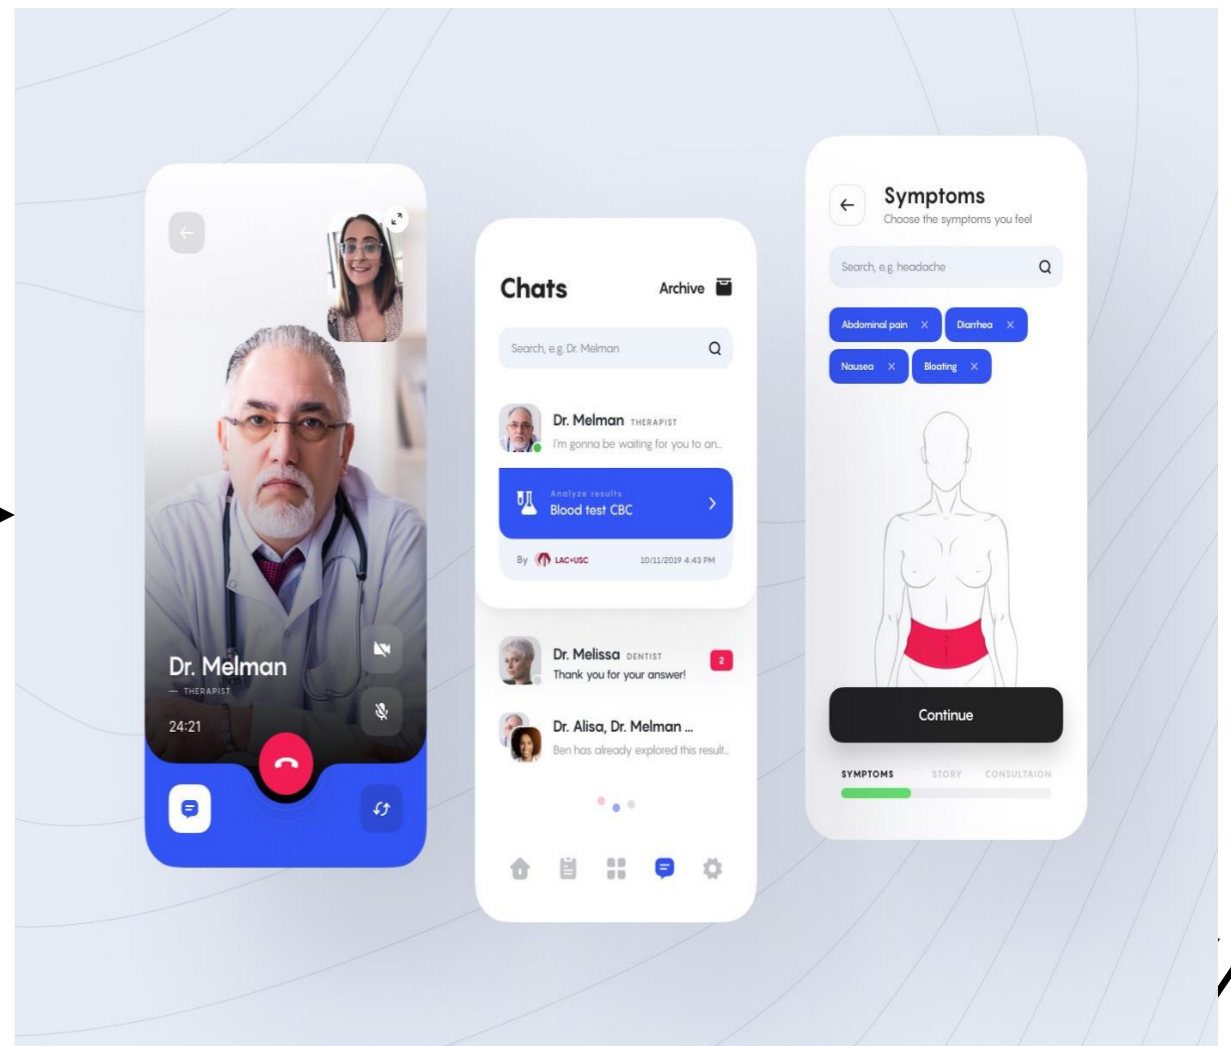 Dr. Melman
— THERAPIST
24:21
Chats
Archive
Search, e.g. Dr. Melman
Dr. Melman THERAPIST
I'm gonna be waiting for you to an..
Analyze results
Blood test CBC
By LAC+USC 10/11/2019 4:43 PM
Dr. Melissa DENTIST
2
Thank you for your answer!
Dr. Alisa, Dr. Melman ...
Ben has already explored this result..
Symptoms
Choose the symptoms you feel
Search, e.g. headache
Abdominal pain X Diarrhea X
Nausea X Bloating X
Continue
SYMPTOMS STORY CONSULTAION